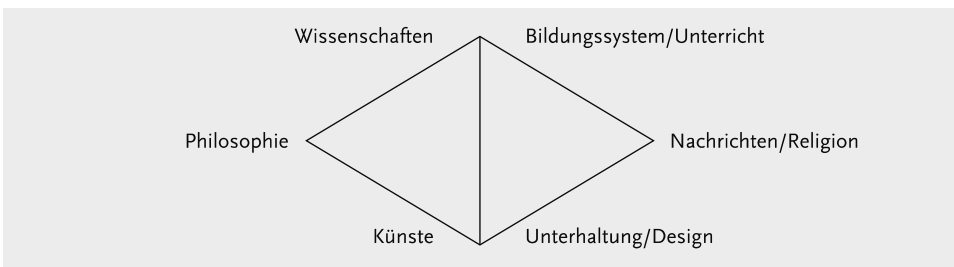 Wissenschaften Bildungssystem/Unterricht
Philosophie Nachrichten/Religion
Künste Unterhaltung/Design